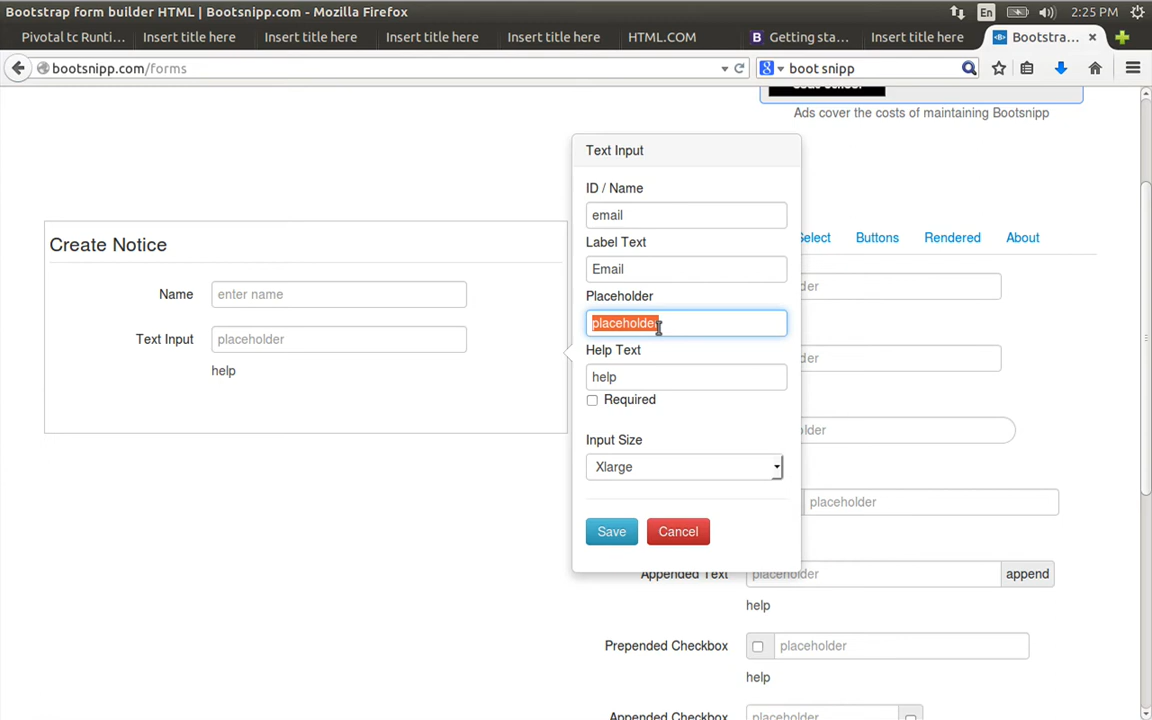 Bootstrap form builder HTML | Bootsnipp.com - Mozilla Firefox
En
2:25 PM
Pivotal tc Runti...
Insert title here
Insert title here
Insert title here
Insert title here
HTML.COM
B Getting sta...
Insert title here
Bootstra...
bootsnipp.com/forms
boot snipp
Ads cover the costs of maintaining Bootsnipp
Text Input
ID / Name
email
Label Text
Email
Placeholder
placeholder
Help Text
help
Required
Input Size
Xlarge
Save
Cancel
Create Notice
Name
enter name
Text Input
placeholder
help
Select
Buttons
Rendered
About
placeholder
Appended Text
placeholder
append
help
Prepended Checkbox
placeholder
help
Appended Checkbox
placeholder